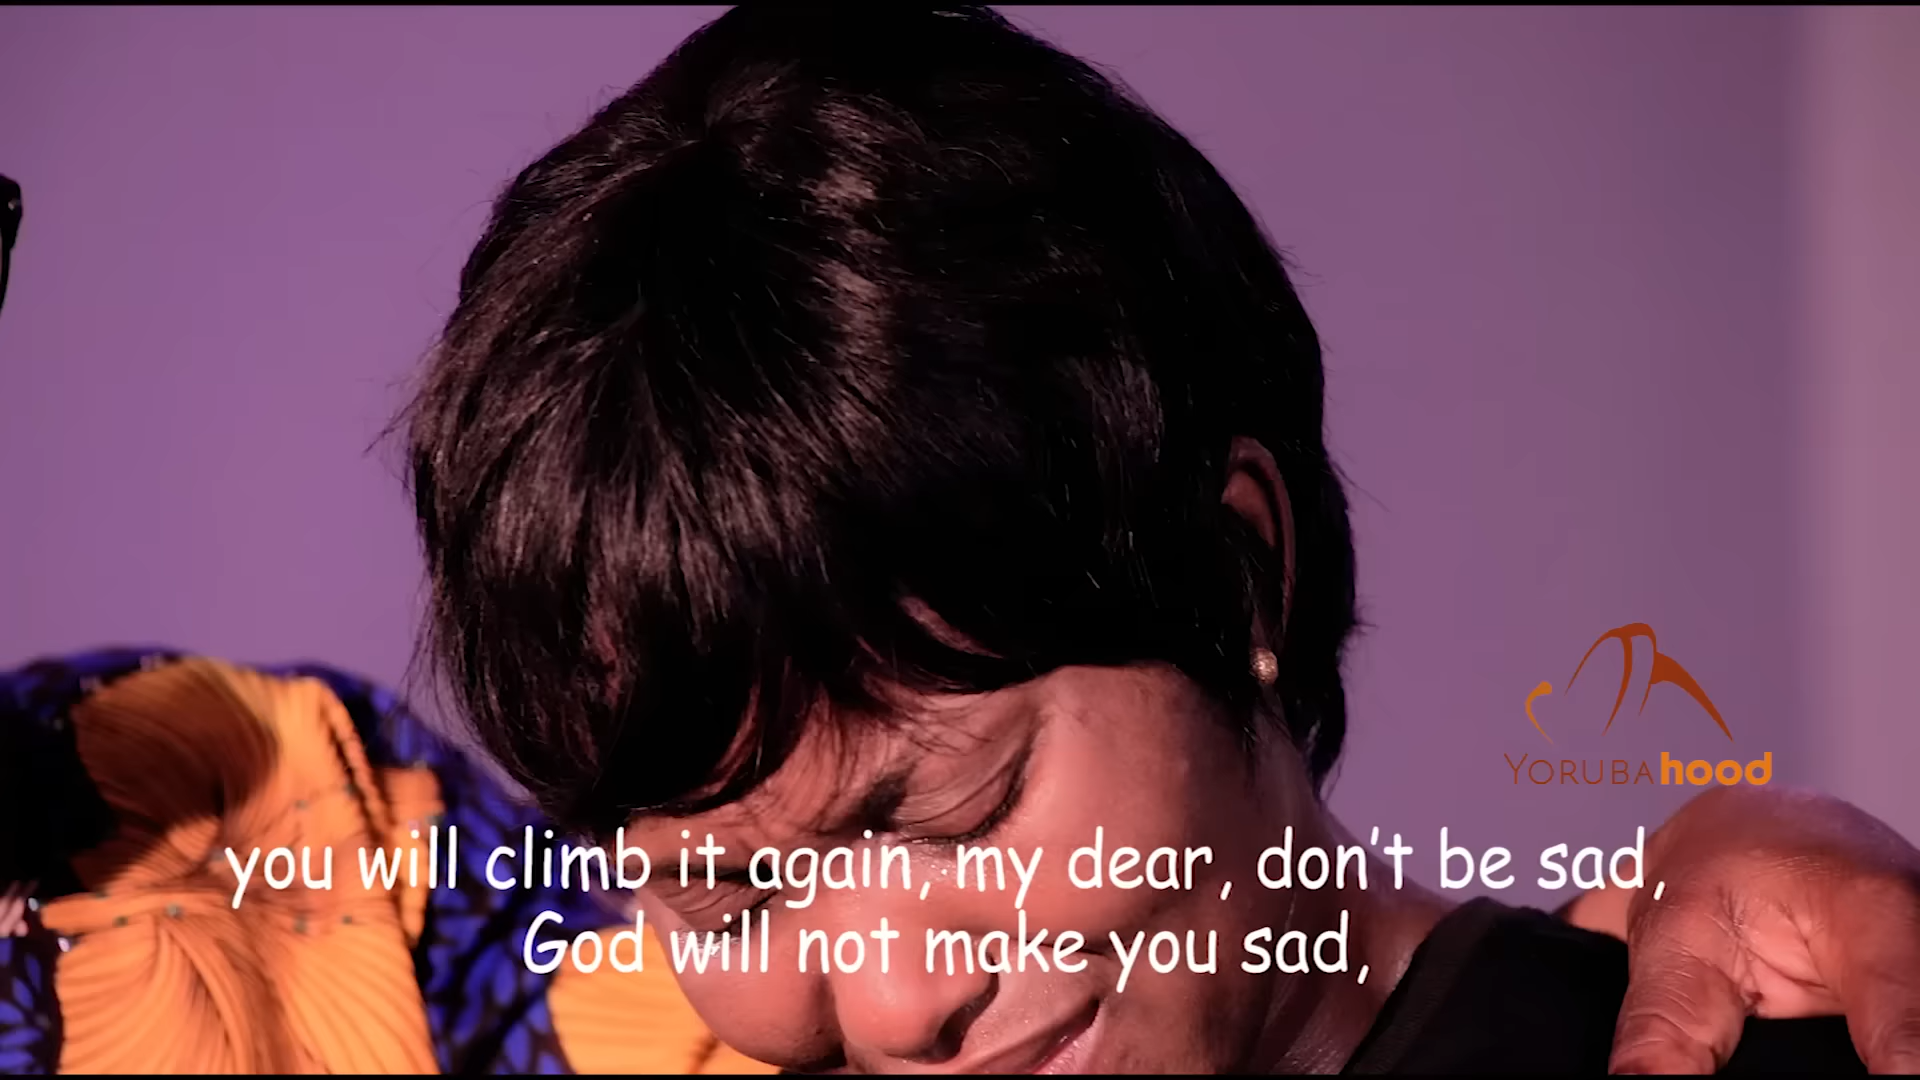 YORUBAhood
you will climb it again, my dear, don't be sad,
God will not make you sad,